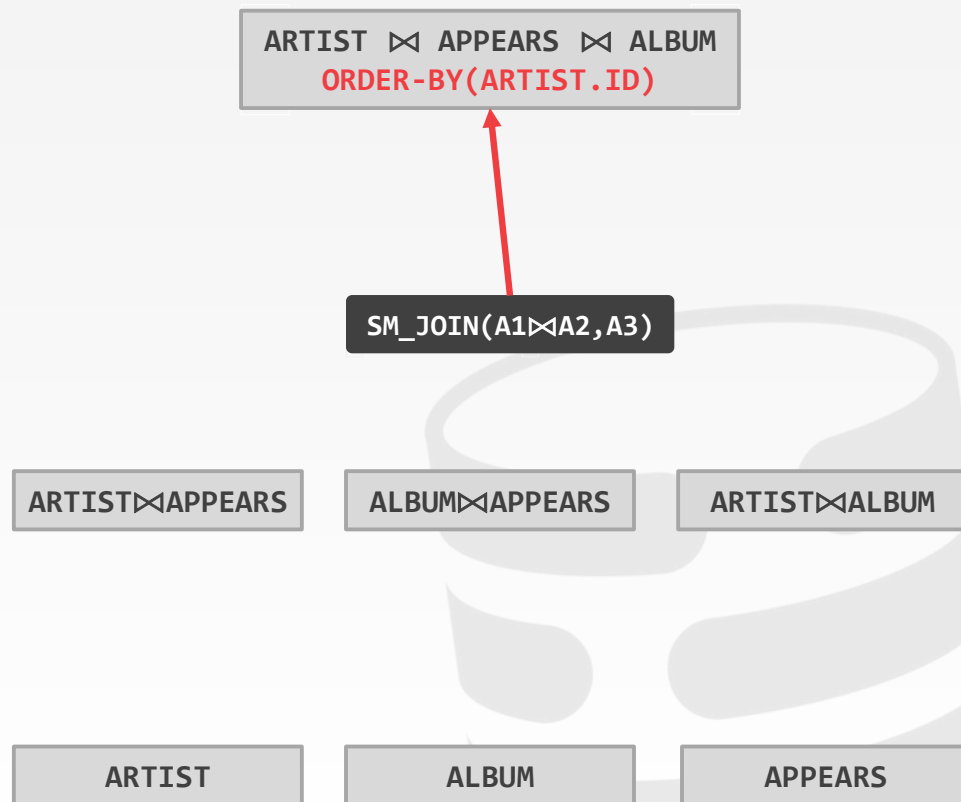 ARTIST ⋈ APPEARS ⋈ ALBUM
ORDER-BY(ARTIST.ID)
SM_JOIN(A1⋈A2,A3)
ARTIST⋈APPEARS
ALBUM⋈APPEARS
ARTIST⋈ALBUM
ARTIST
ALBUM
APPEARS